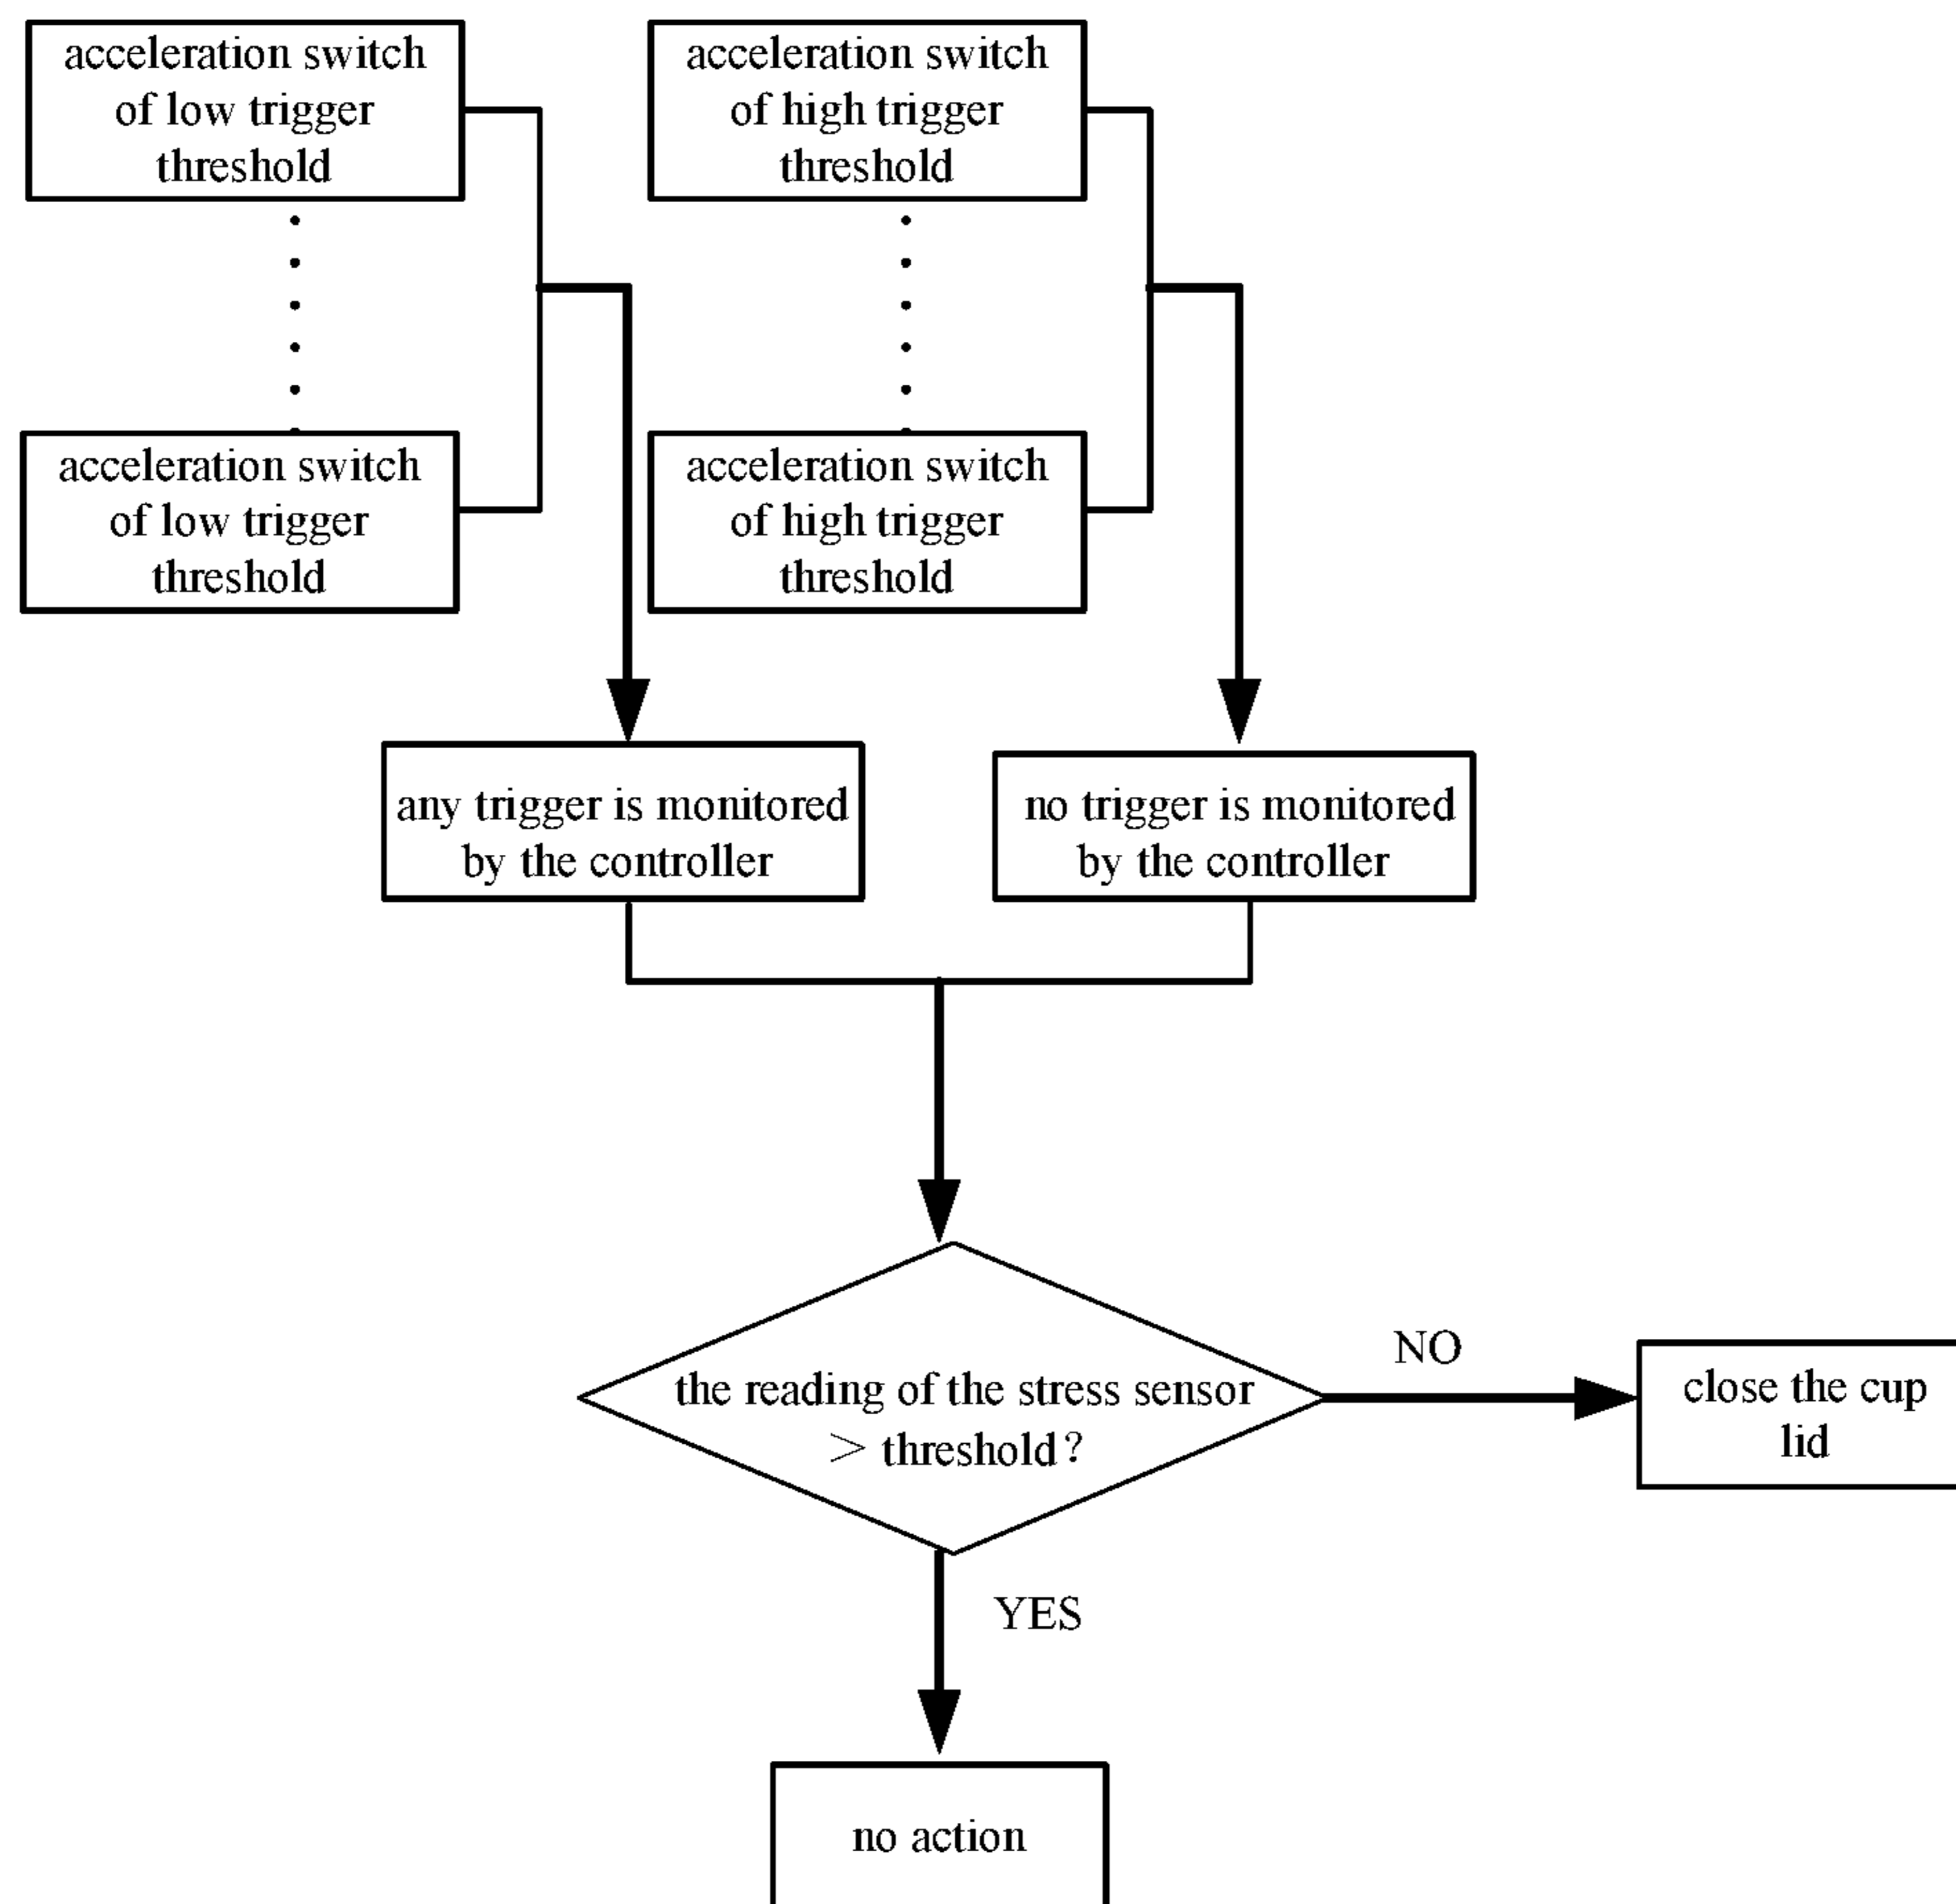 acceleration switch
of low trigger
threshold
acceleration switch
of high trigger
threshold
acceleration switch
of low trigger
threshold
acceleration switch
of high trigger
threshold
any trigger is monitored
by the controller
no trigger is monitored
by the controller
the reading of the stress sensor
> threshold?
NO
close the cup
lid
YES
no action